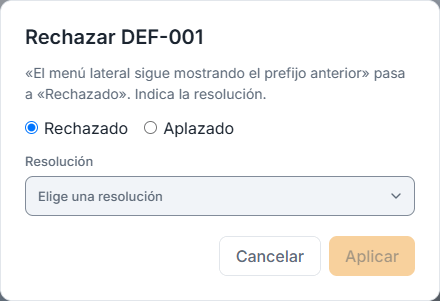 Rechazar DEF-001
«El menú lateral sigue mostrando el prefijo anterior» pasa
a «Rechazado». Indica la resolución.
Rechazado Aplazado
Resolución
Elige una resolución
Cancelar Aplicar